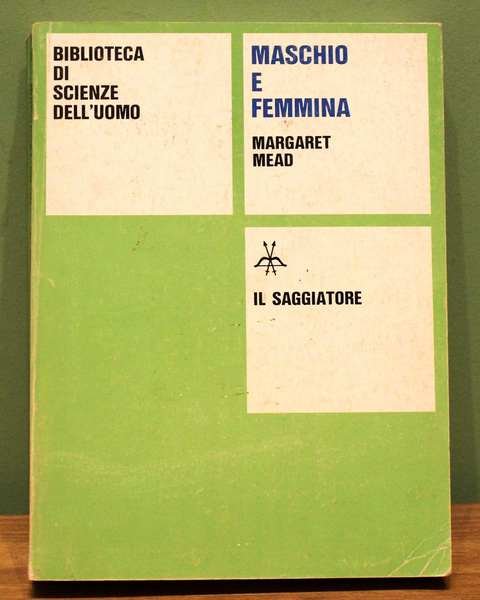 BIBLIOTECA
DI
SCIENZE
DELL'UOMO
MASCHIO
E
FEMMINA
MARGARET
MEAD
IL SAGGIATORE